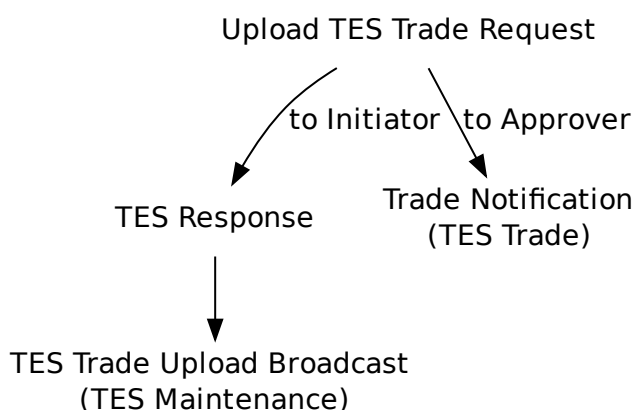 Upload TES Trade Request
to Initiator
to Approver
TES Response
Trade Notification
(TES Trade)
TES Trade Upload Broadcast
(TES Maintenance)